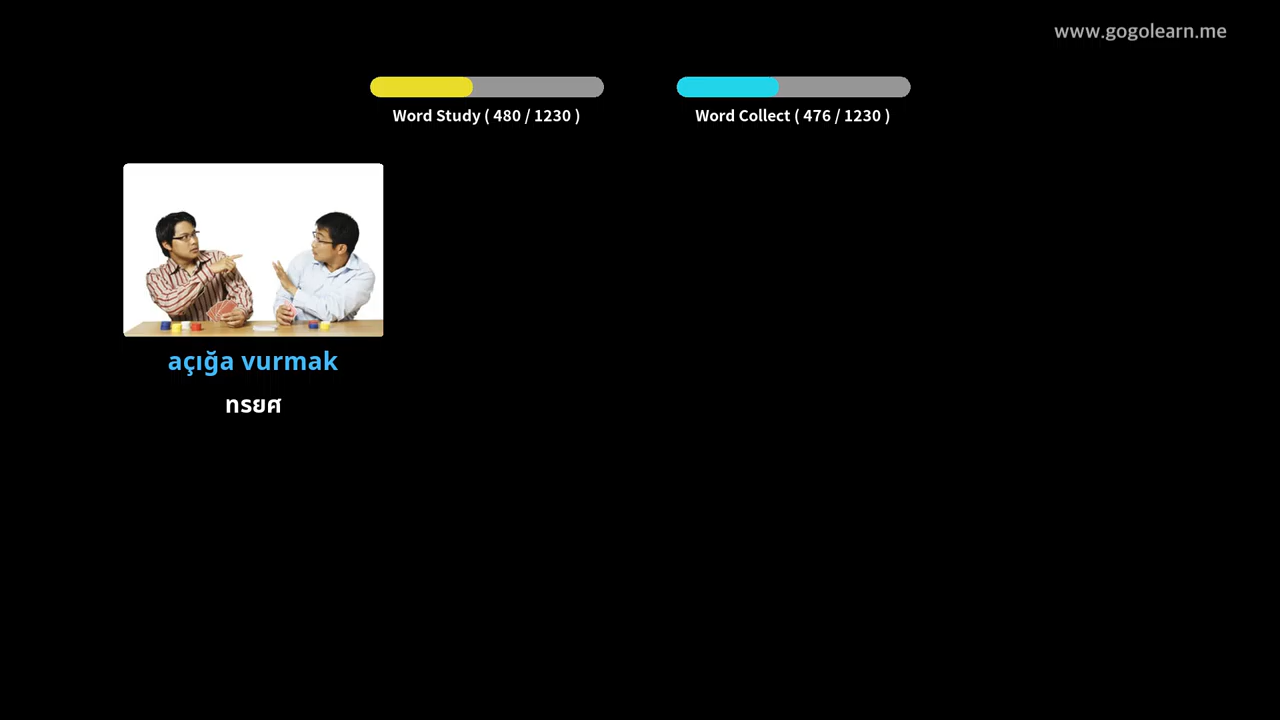 www.gogolearn.me
Word Study ( 480 / 1230 )
Word Collect ( 476 / 1230 )
açığa vurmak
ทรยศ